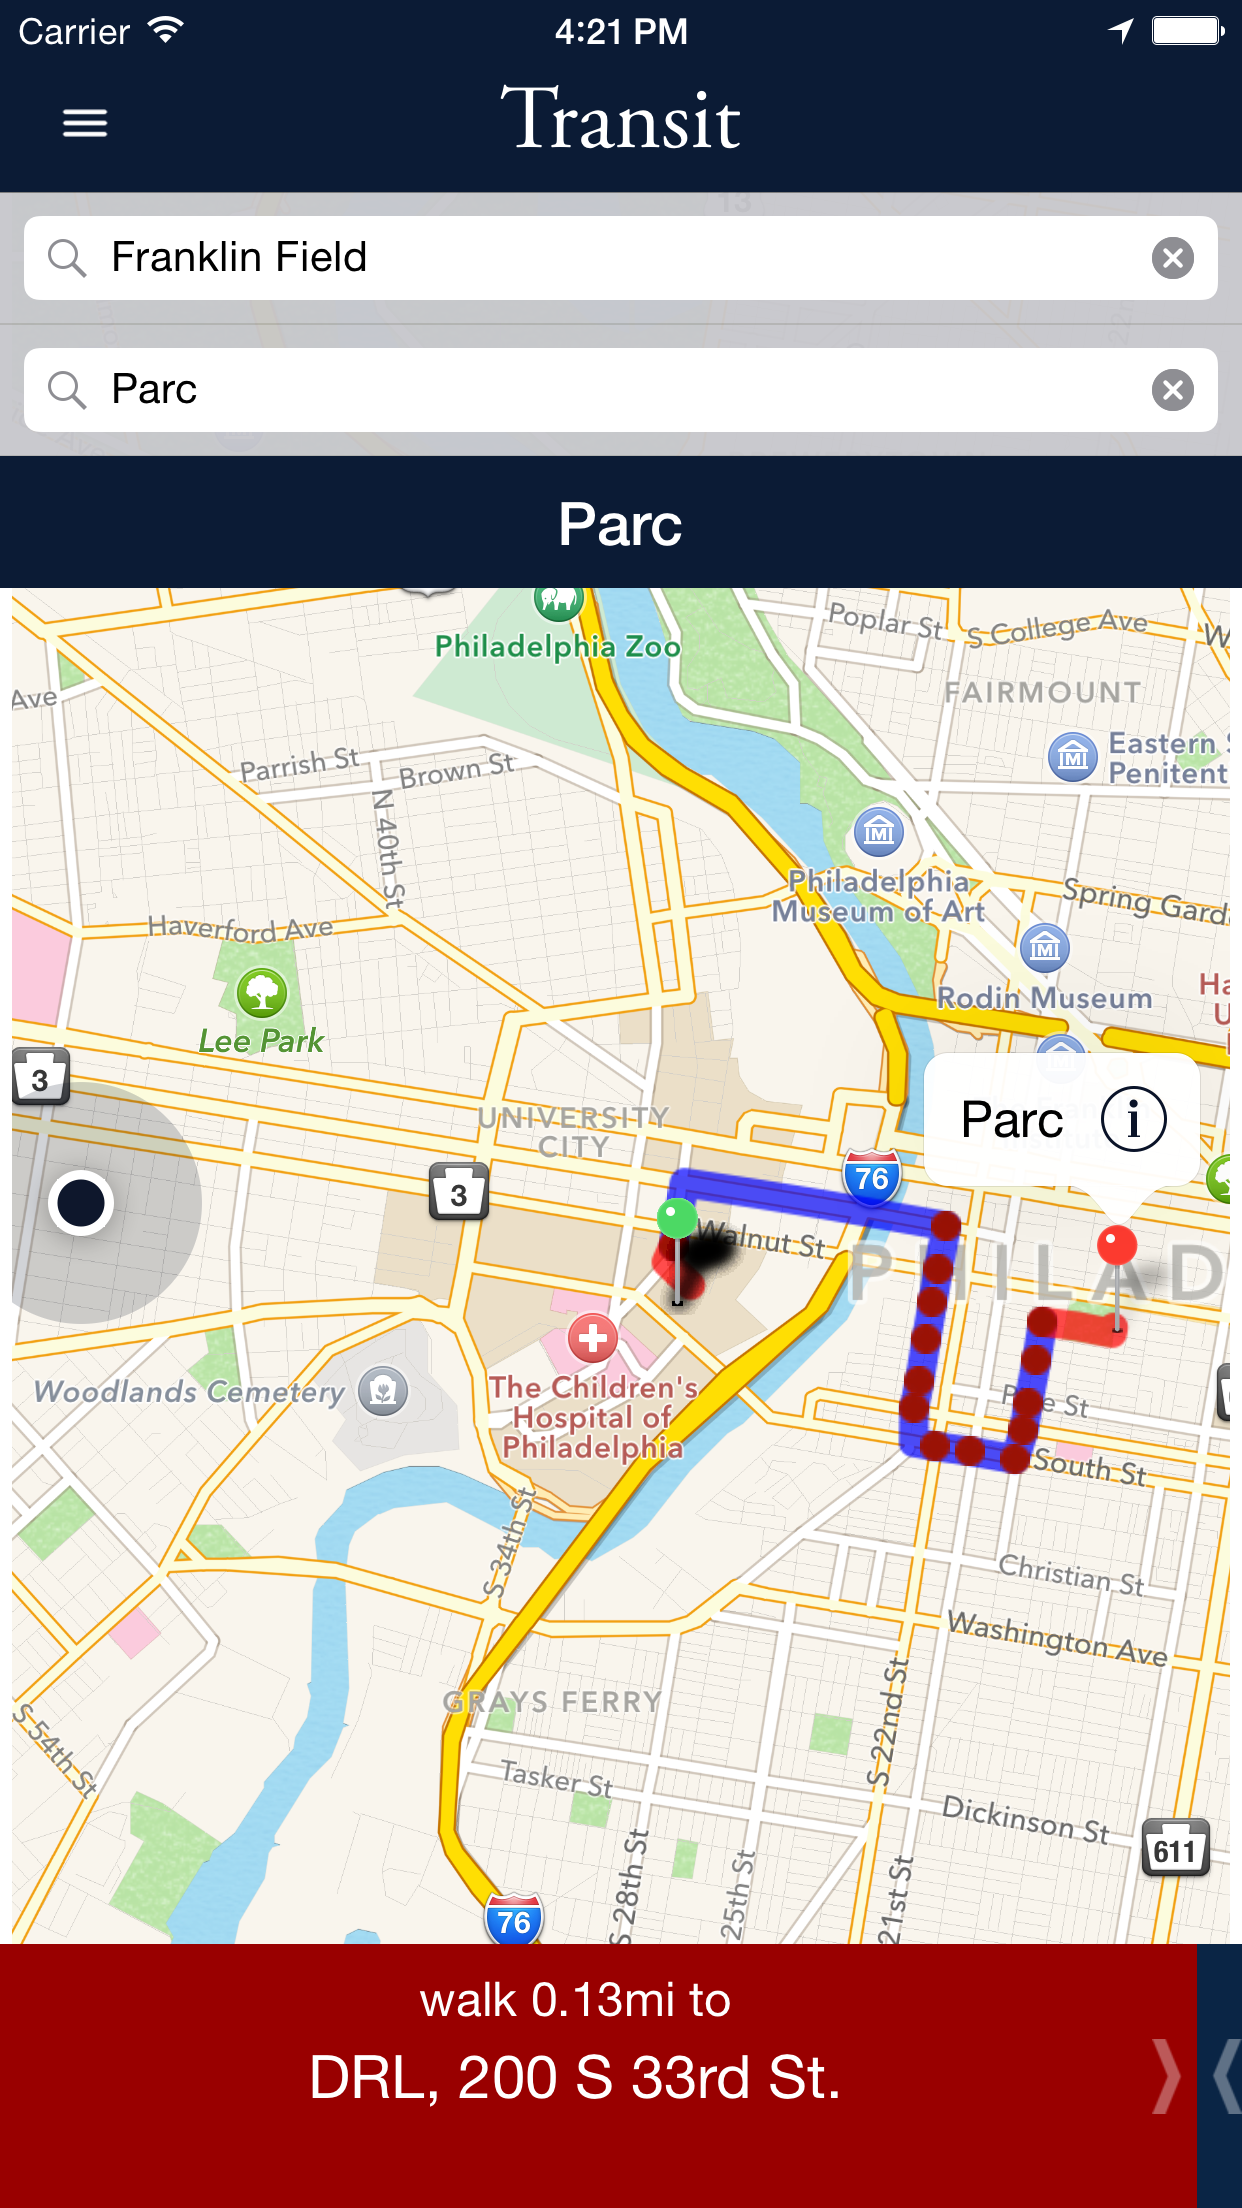 Carrier
4:21 PM
Transit
Franklin Field
Parc
Parc
Philadelphia Zoo
Poplar St
S College Ave
FAIRMOUNT
Ave
Eastern
Penitent
Parrish St
Brown St
N 40th St
Philadelphia
Museum of Art
Spring Gard
Haverford Ave
Rodin Museum
Lee Park
3
UNIVERSITY
CITY
Parc
i
76
3
Walnut St
PHILAD
Woodlands Cemetery
The Children's
Hospital of
Philadelphia
South St
S 34th St
Christian St
Washington Ave
S 22nd St
GRAYS FERRY
S 54th St
Tasker St
Dickinson St
611
S 28th St
25th St
21st St
76
walk 0.13mi to
DRL, 200 S 33rd St.